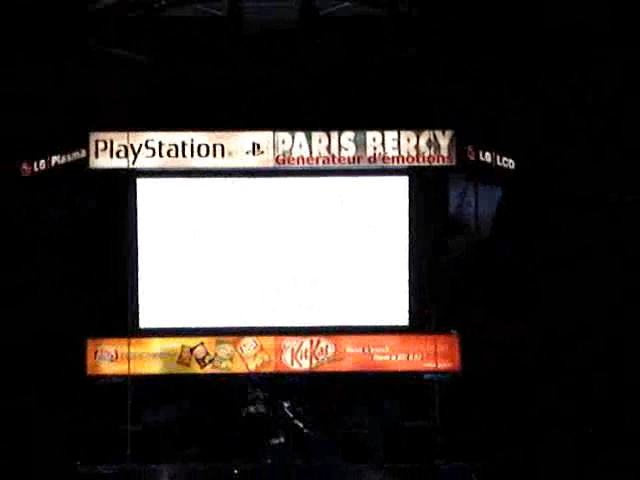 LG Plasma
PlayStation
PARIS BERCY
Générateur d'émotions
LG LCD
KitKat